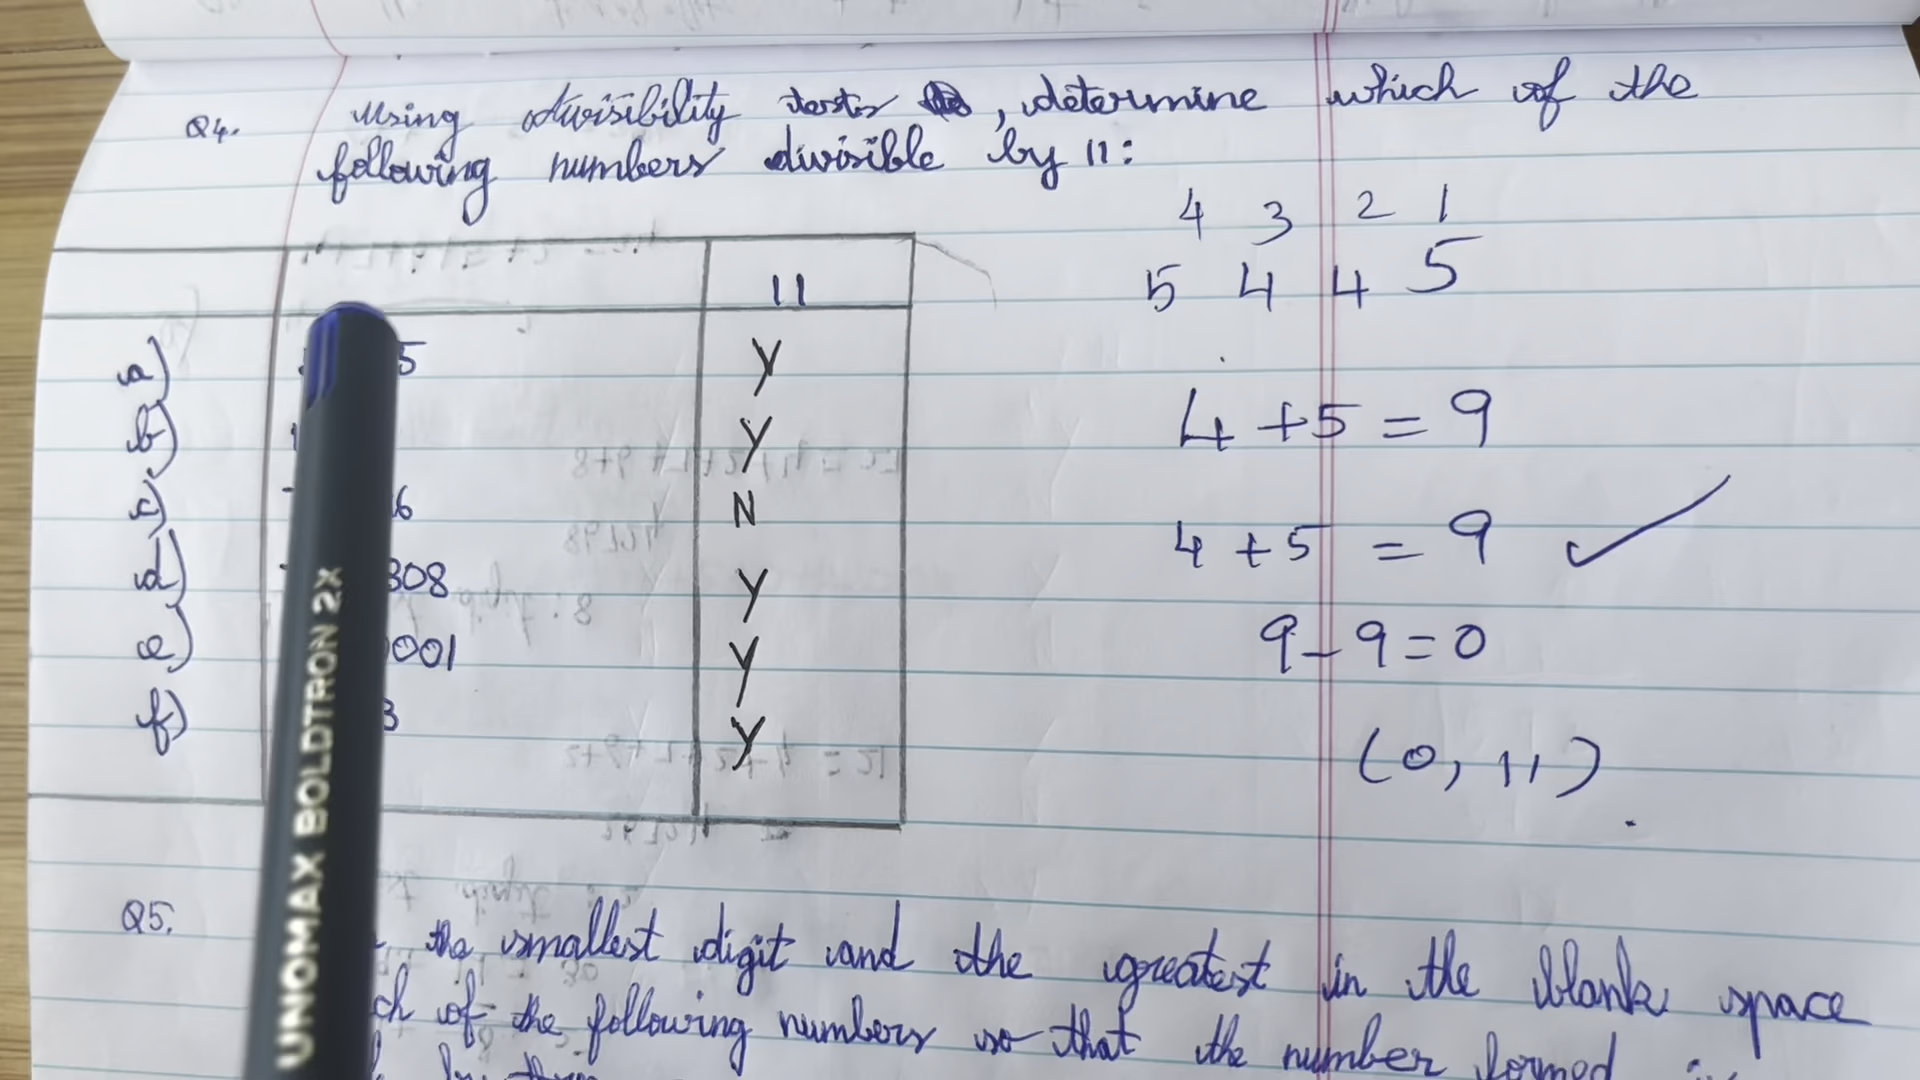 Q4. Using divisibility tests, determine which of the
following numbers divisible by 11:
4 3 2 1
5 4 4 5
11
a) 5 Y
b) Y
c) 6 N
d) 308 Y
e) 0001 Y
f) 3 Y
4 + 5 = 9
4 + 5 = 9 ✓
9 - 9 = 0
(0, 11)
UNOMAX BOLDTRON 2X
Q5. the smallest digit and the greatest in the blank space
of the following numbers so that the number formed